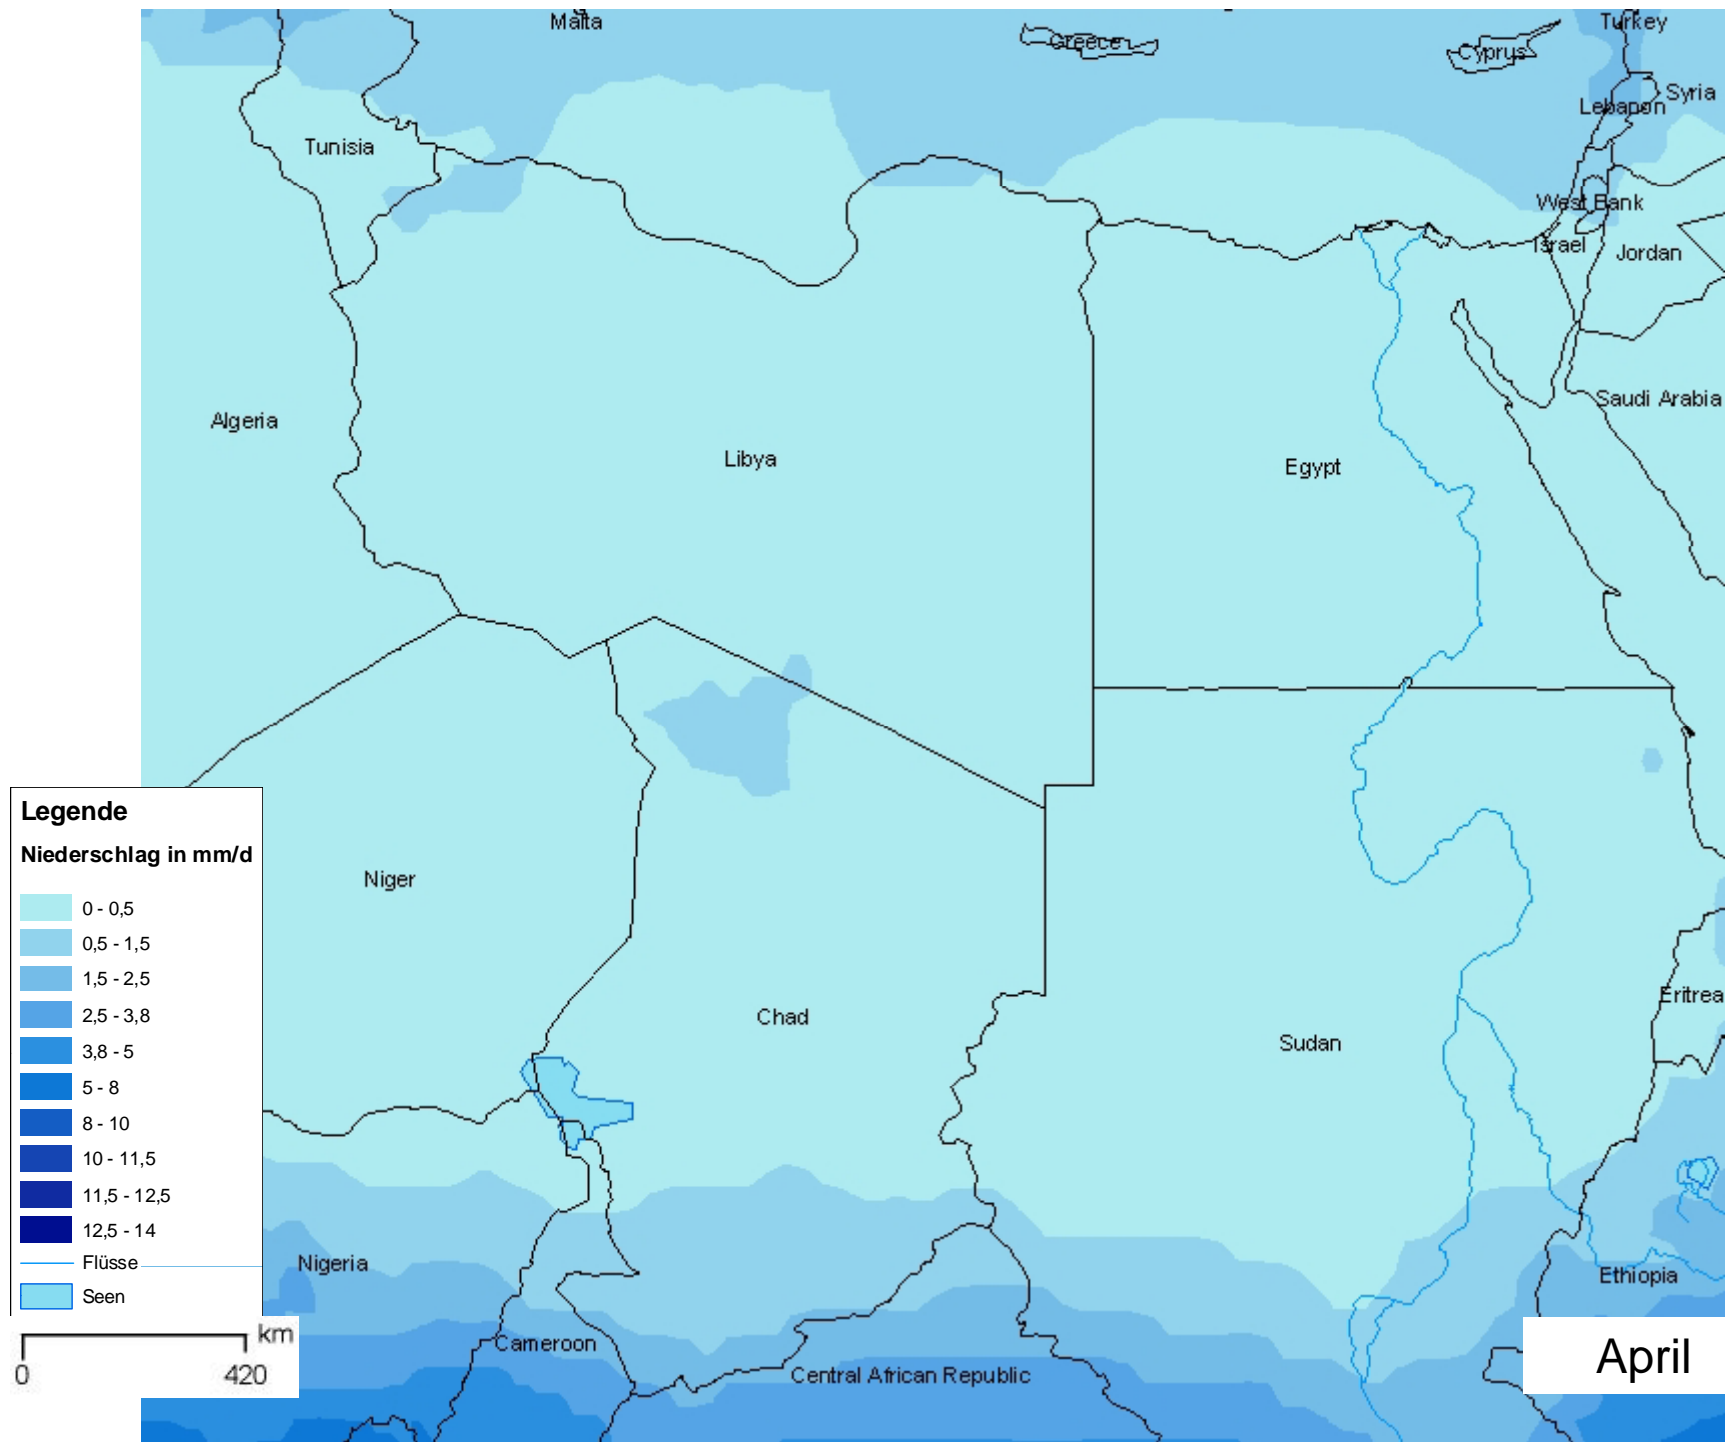 Malta
Greece
Cyprus
Turkey
Syria
Lebanon
Tunisia
West Bank
Israel
Jordan
Saudi Arabia
Algeria
Libya
Egypt
Niger
Chad
Sudan
Eritrea
Nigeria
Ethiopia
Cameroon
Central African Republic
Legende
Niederschlag in mm/d
0 - 0,5
0,5 - 1,5
1,5 - 2,5
2,5 - 3,8
3,8 - 5
5 - 8
8 - 10
10 - 11,5
11,5 - 12,5
12,5 - 14
Flüsse
Seen
km
0 420
April